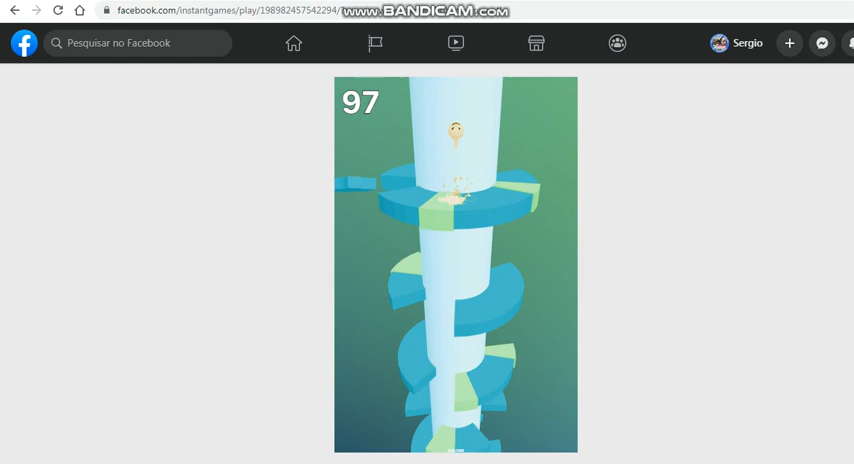 facebook.com/instantgames/play/198982457542294/
www.BANDICAM.com
Pesquisar no Facebook
Sergio
97